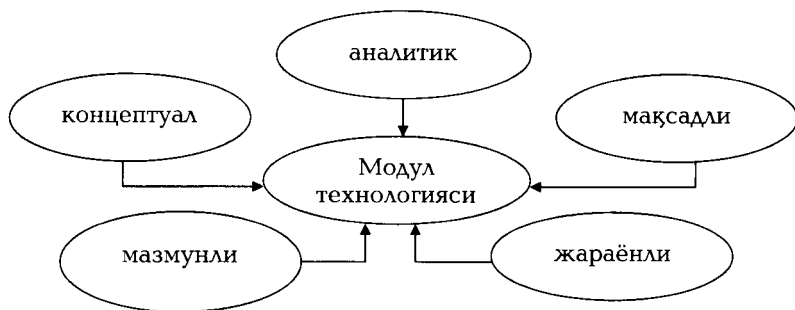 аналитик
концептуал
мақсадли
Модул
технологияси
мазмунли
жараёнли